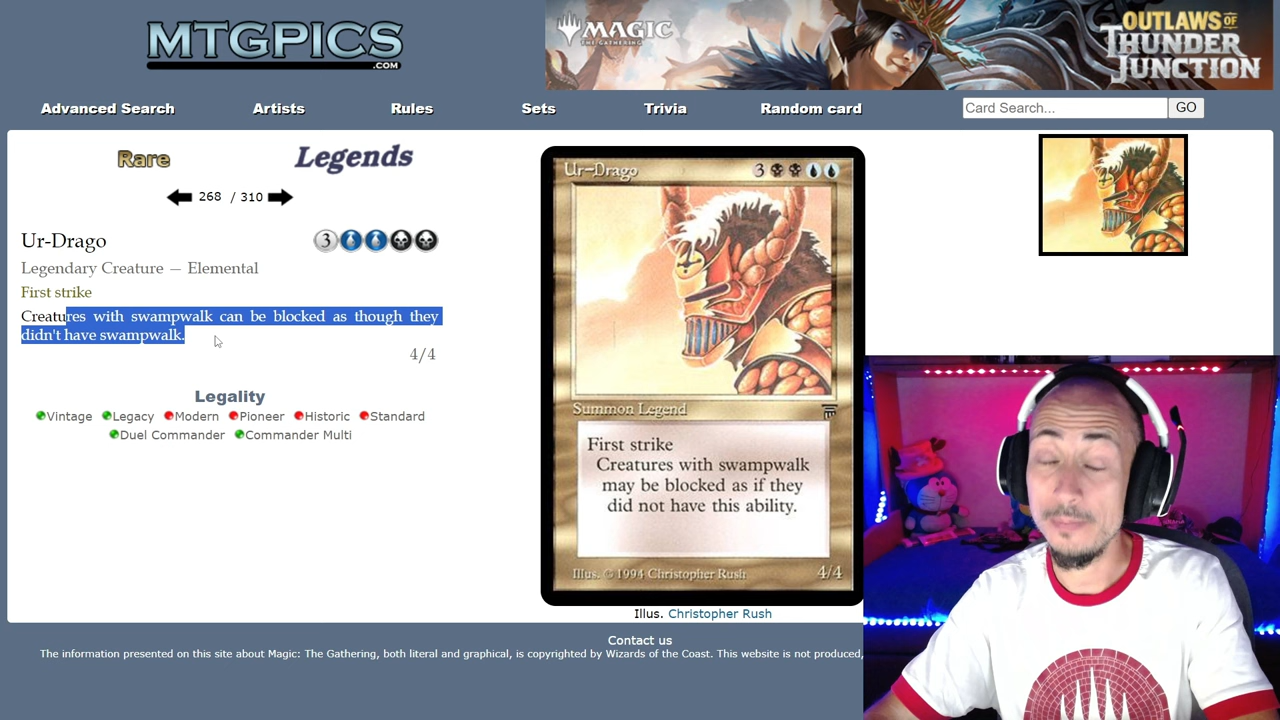 MTGPICS
.COM
MAGIC
THE GATHERING
OUTLAWS OF
THUNDER
JUNCTION
Advanced Search
Artists
Rules
Sets
Trivia
Random card
Card Search...
GO
Rare
Legends
268 / 310
Ur-Drago
3
Legendary Creature — Elemental
First strike
Creatures with swampwalk can be blocked as though they
didn't have swampwalk.
4/4
Legality
Vintage Legacy Modern Pioneer Historic Standard
Duel Commander Commander Multi
Ur-Drago
3
Summon Legend
First strike
Creatures with swampwalk
may be blocked as if they
did not have this ability.
Illus. © 1994 Christopher Rush
4/4
Illus. Christopher Rush
Contact us
The information presented on this site about Magic: The Gathering, both literal and graphical, is copyrighted by Wizards of the Coast. This website is not produced,